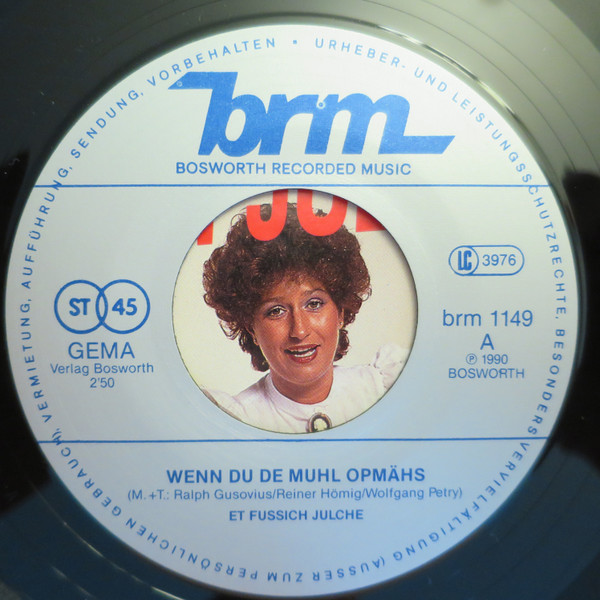 URHEBER- UND LEISTUNGSSCHUTZRECHTE, BESONDERS VERVIELFÄLTIGUNG (AUSSER ZUM PERSÖNLICHEN GEBRAUCH), VERMIETUNG, AUFFÜHRUNG, SENDUNG, VORBEHALTEN •
brm
BOSWORTH RECORDED MUSIC
LC 3976
ST 45
GEMA
Verlag Bosworth
2'50
brm 1149
A
℗ 1990
BOSWORTH
WENN DU DE MUHL OPMÄHS
(M. +T.: Ralph Gusovius/Reiner Hömig/Wolfgang Petry)
ET FUSSICH JULCHE